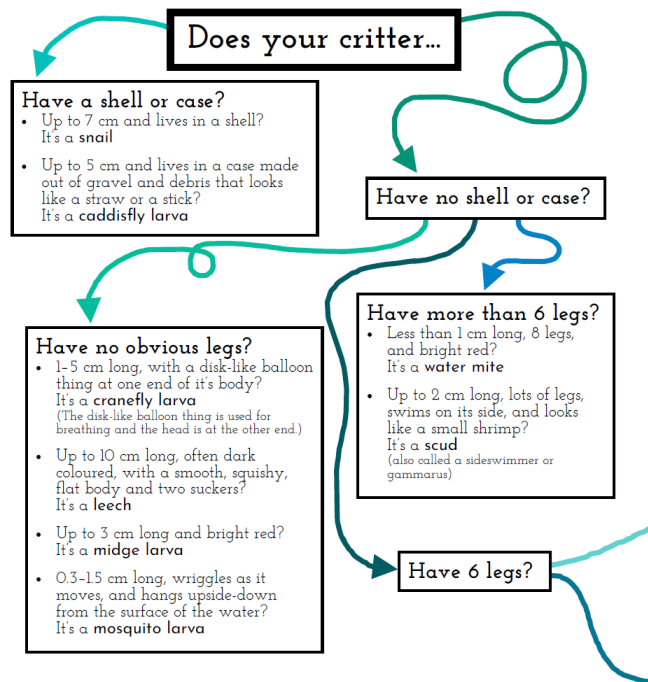 Does your critter...
Have a shell or case?
• Up to 7 cm and lives in a shell?
It's a snail
• Up to 5 cm and lives in a case made
out of gravel and debris that looks
like a straw or a stick?
It's a caddisfly larva
Have no shell or case?
Have no obvious legs?
• 1–5 cm long, with a disk-like balloon
thing at one end of it's body?
It's a cranefly larva
(The disk-like balloon thing is used for
breathing and the head is at the other end.)
• Up to 10 cm long, often dark
coloured, with a smooth, squishy,
flat body and two suckers?
It's a leech
• Up to 3 cm long and bright red?
It's a midge larva
• 0.3–1.5 cm long, wriggles as it
moves, and hangs upside-down
from the surface of the water?
It's a mosquito larva
Have more than 6 legs?
• Less than 1 cm long, 8 legs,
and bright red?
It's a water mite
• Up to 2 cm long, lots of legs,
swims on its side, and looks
like a small shrimp?
It's a scud
(also called a sideswimmer or
gammarus)
Have 6 legs?